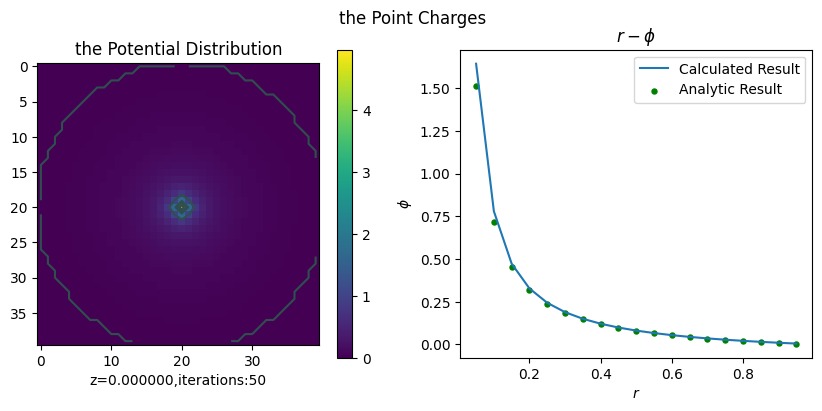 the Point Charges
the Potential Distribution
0
5
10
15
20
25
30
35
0 10 20 30
z=0.000000,iterations:50
4
3
2
1
0
r − ϕ
Calculated Result
Analytic Result
1.50
1.25
1.00
0.75
0.50
0.25
0.00
ϕ
0.2 0.4 0.6 0.8
r